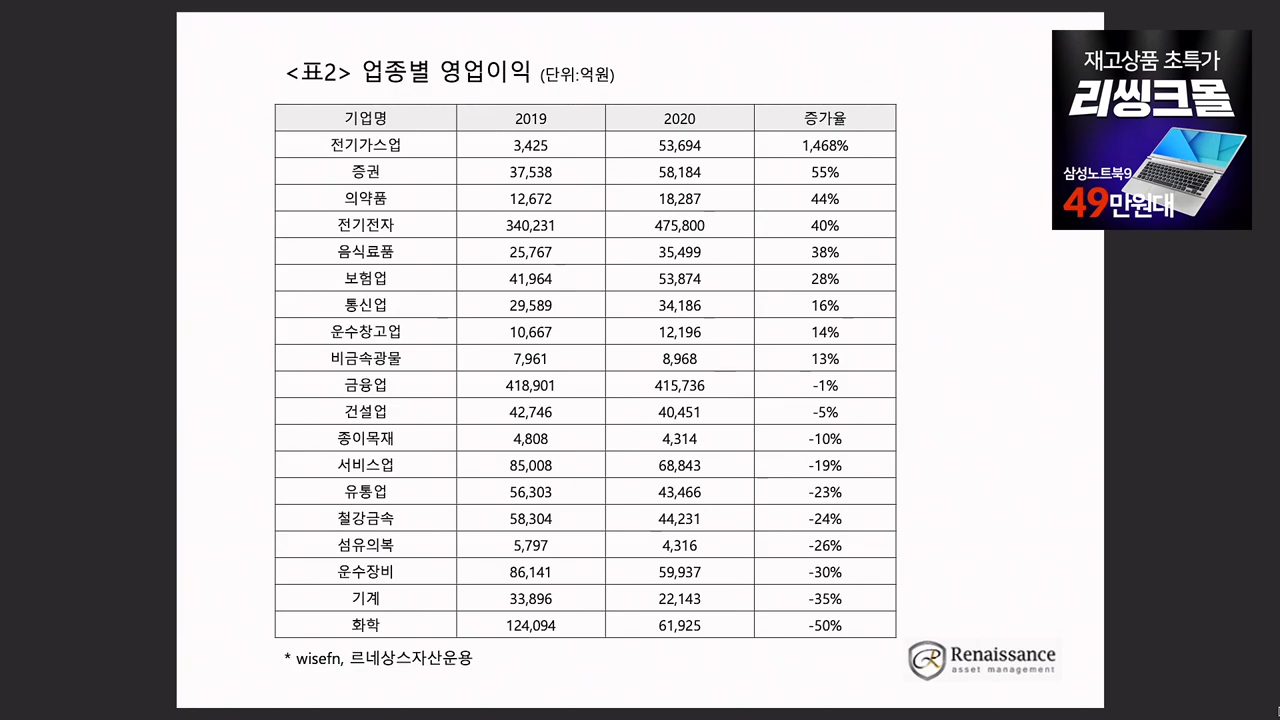 <표2> 업종별 영업이익 (단위:억원)
기업명 2019 2020 증가율
전기가스업 3,425 53,694 1,468%
증권 37,538 58,184 55%
의약품 12,672 18,287 44%
전기전자 340,231 475,800 40%
음식료품 25,767 35,499 38%
보험업 41,964 53,874 28%
통신업 29,589 34,186 16%
운수창고업 10,667 12,196 14%
비금속광물 7,961 8,968 13%
금융업 418,901 415,736 -1%
건설업 42,746 40,451 -5%
종이목재 4,808 4,314 -10%
서비스업 85,008 68,843 -19%
유통업 56,303 43,466 -23%
철강금속 58,304 44,231 -24%
섬유의복 5,797 4,316 -26%
운수장비 86,141 59,937 -30%
기계 33,896 22,143 -35%
화학 124,094 61,925 -50%
* wisefn, 르네상스자산운용
R Renaissance
asset management
재고상품 초특가
리씽크몰
삼성노트북9
49만원대